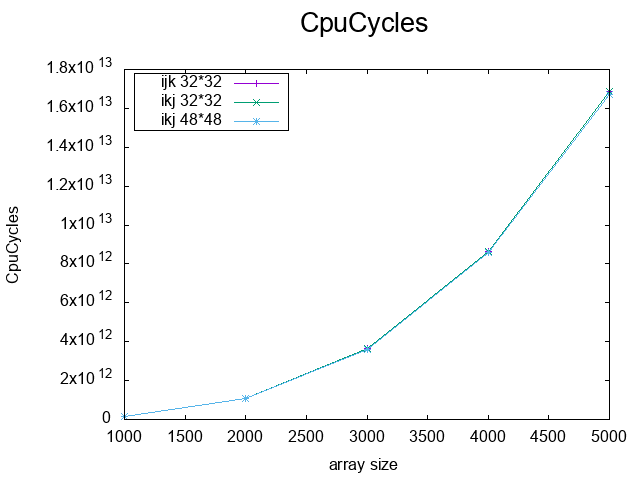 CpuCycles
1.8x10 13
1.6x10 13
1.4x10 13
1.2x10 13
1x10 13
8x10 12
6x10 12
4x10 12
2x10 12
0
CpuCycles
ijk 32*32
ikj 32*32
ikj 48*48
1000 1500 2000 2500 3000 3500 4000 4500 5000
array size